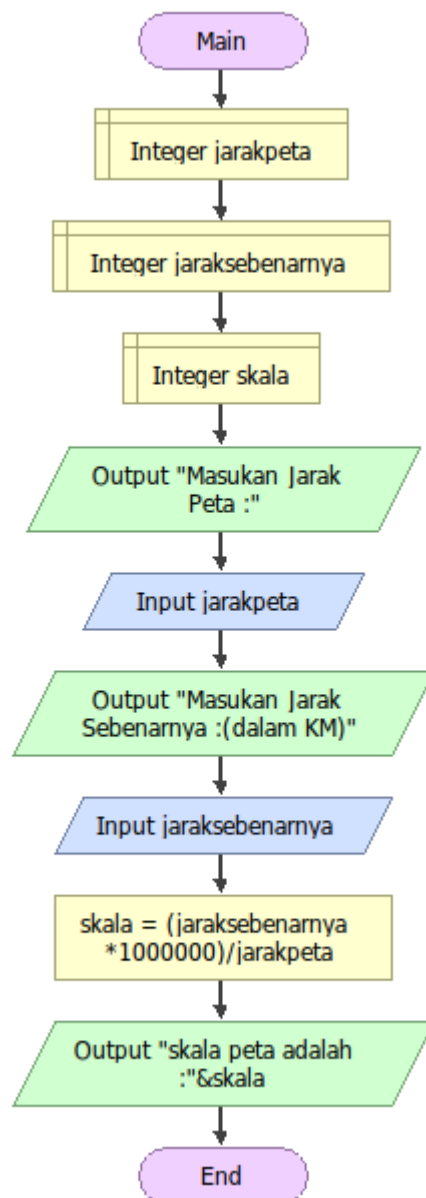 Main
Integer jarakpeta
Integer jaraksebenarnya
Integer skala
Output "Masukan Jarak
Peta :"
Input jarakpeta
Output "Masukan Jarak
Sebenarnya :(dalam KM)"
Input jaraksebenarnya
skala = (jaraksebenarnya
*1000000)/jarakpeta
Output "skala peta adalah
:"&skala
End